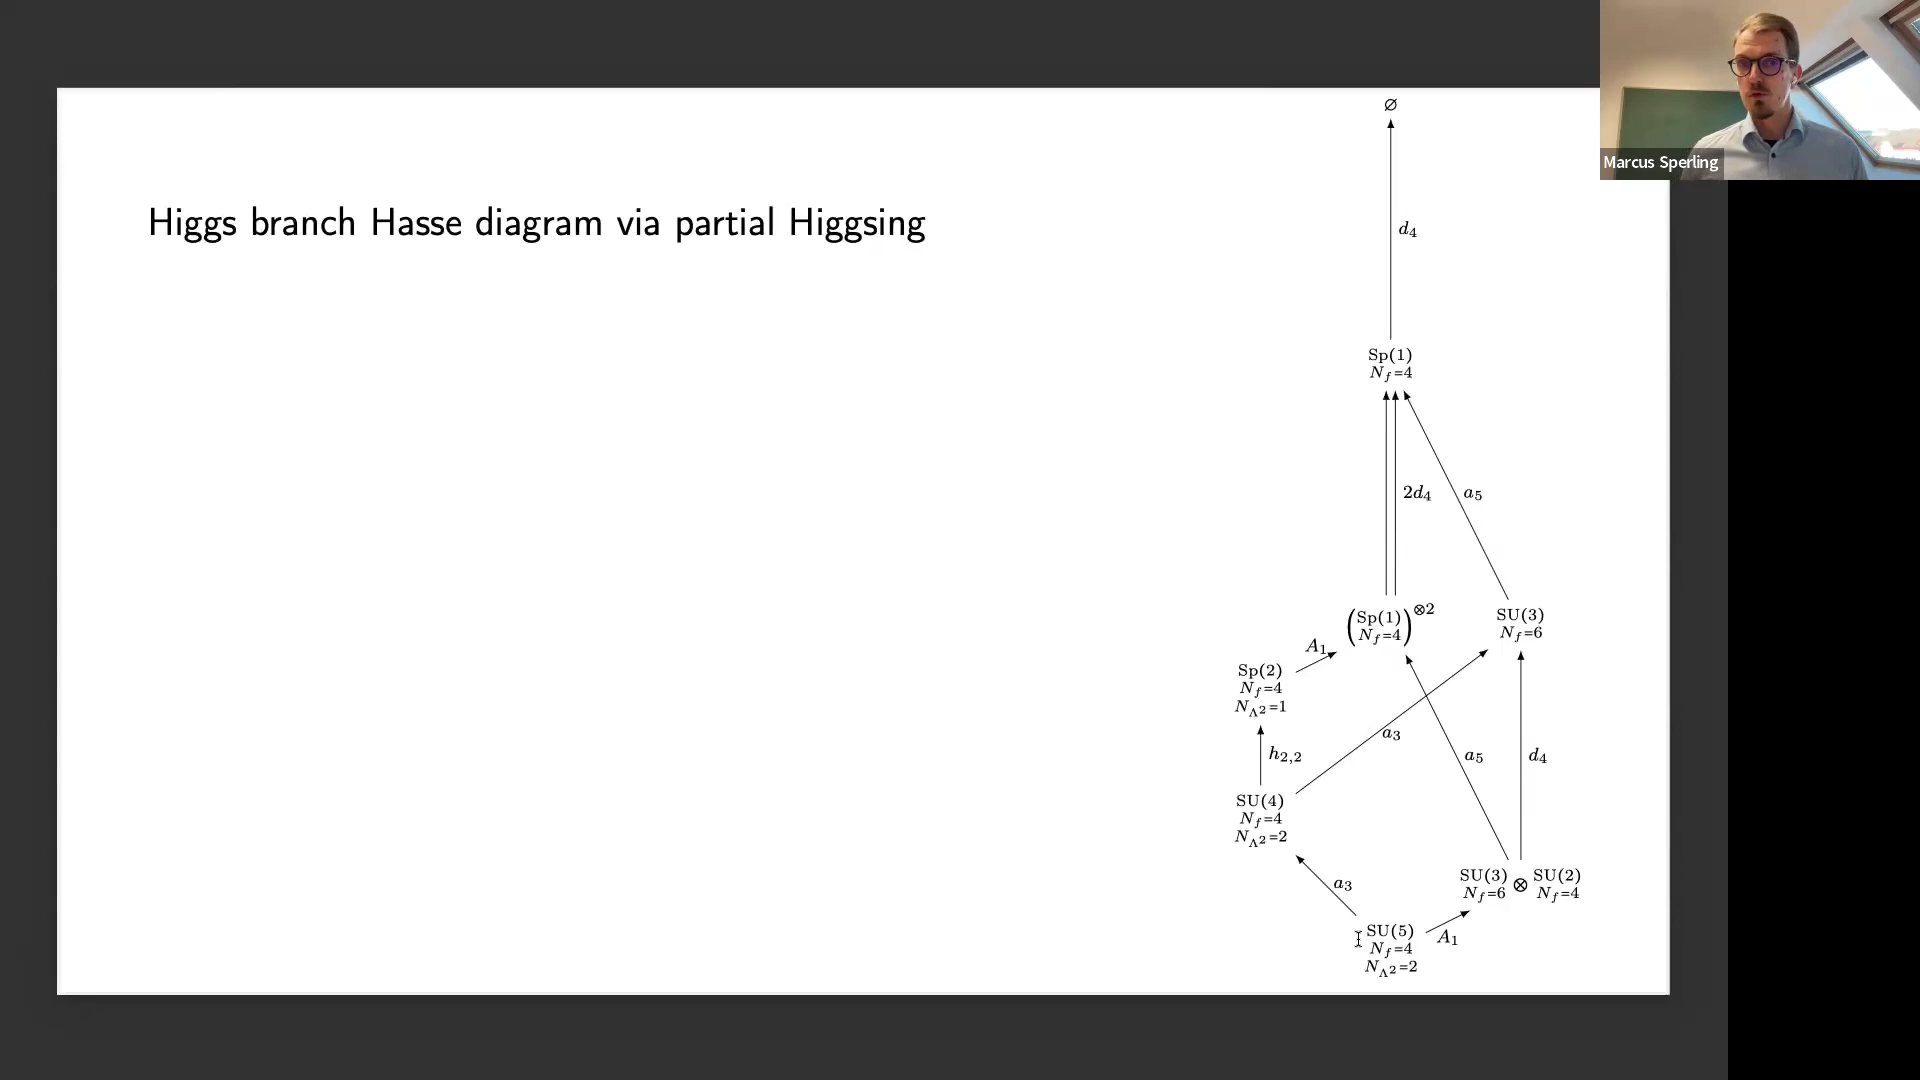 ∅
Marcus Sperling
Higgs branch Hasse diagram via partial Higgsing
d₄
Sp(1)
N_f=4
2d₄
a₅
(Sp(1) N_f=4)^⊗2
SU(3)
N_f=6
A₁
Sp(2)
N_f=4
N_Λ²=1
a₃
h₂,₂
a₅
d₄
SU(4)
N_f=4
N_Λ²=2
SU(3) ⊗ SU(2)
N_f=6 N_f=4
a₃
SU(5)
N_f=4
N_Λ²=2
A₁